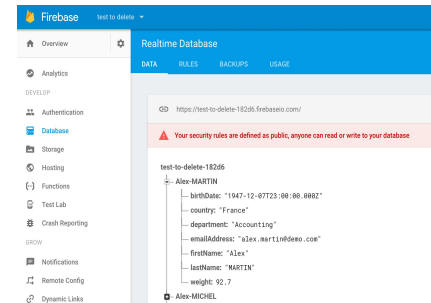 Firebase
test to delete
Overview
Analytics
DEVELOP
Authentication
Database
Storage
Hosting
Functions
Test Lab
Crash Reporting
GROW
Notifications
Remote Config
Dynamic Links
Realtime Database
DATA RULES BACKUPS USAGE
https://test-to-delete-182d6.firebaseio.com/
Your security rules are defined as public, anyone can read or write to your database
test-to-delete-182d6
Alex-MARTIN
birthDate: "1947-12-07T23:00:00.000Z"
country: "France"
department: "Accounting"
emailAddress: "alex.martin@demo.com"
firstName: "Alex"
lastName: "MARTIN"
weight: 92.7
Alex-MICHEL